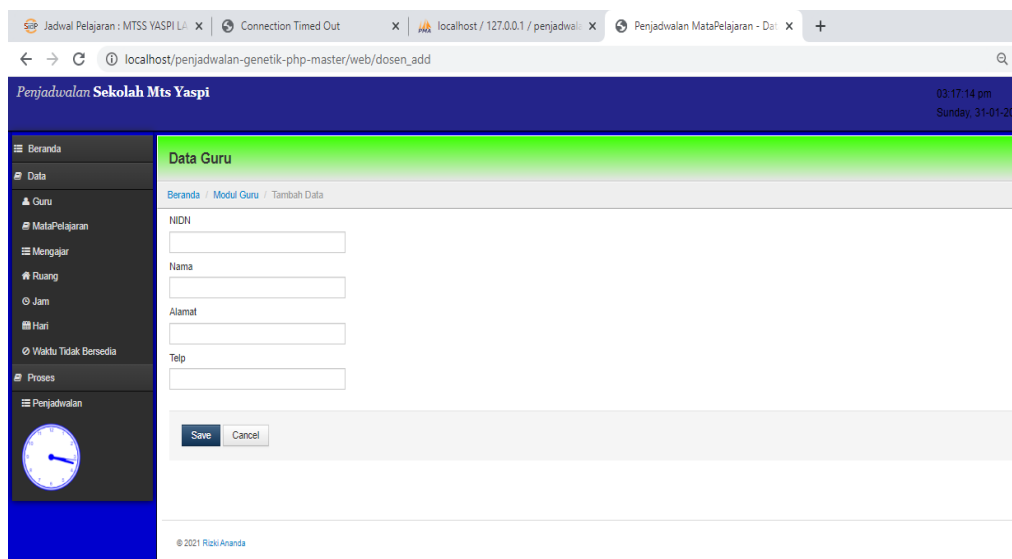 Jadwal Pelajaran : MTSS YASPI LA
Connection Timed Out
localhost / 127.0.0.1 / penjadwala
Penjadwalan MataPelajaran - Dat
localhost/penjadwalan-genetik-php-master/web/dosen_add
Penjadwalan Sekolah Mts Yaspi
03:17:14 pm
Sunday, 31-01-20
Beranda
Data
Guru
MataPelajaran
Mengajar
Ruang
Jam
Hari
Waktu Tidak Bersedia
Proses
Penjadwalan
Data Guru
Beranda / Modul Guru / Tambah Data
NIDN
Nama
Alamat
Telp
Save Cancel
© 2021 Rizki Ananda